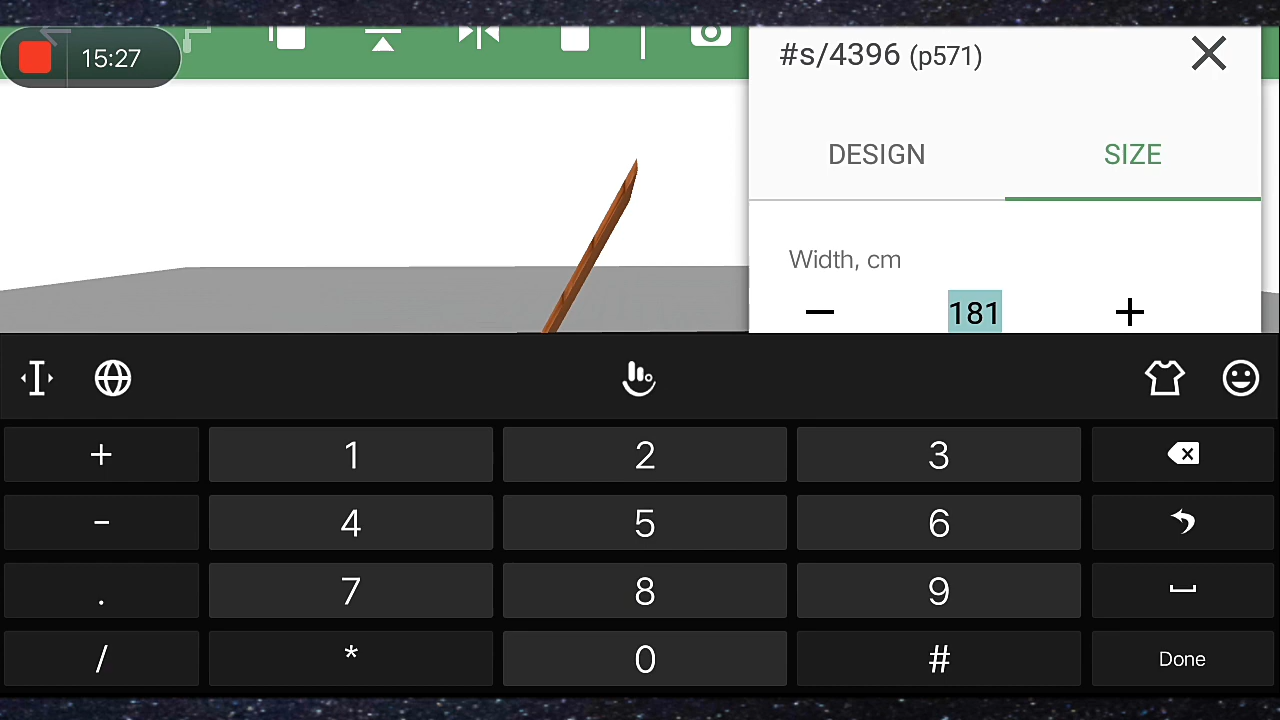 15:27
#s/4396 (p571)
DESIGN SIZE
Width, cm
181
+ 1 2 3
- 4 5 6
. 7 8 9
/ * 0 # Done